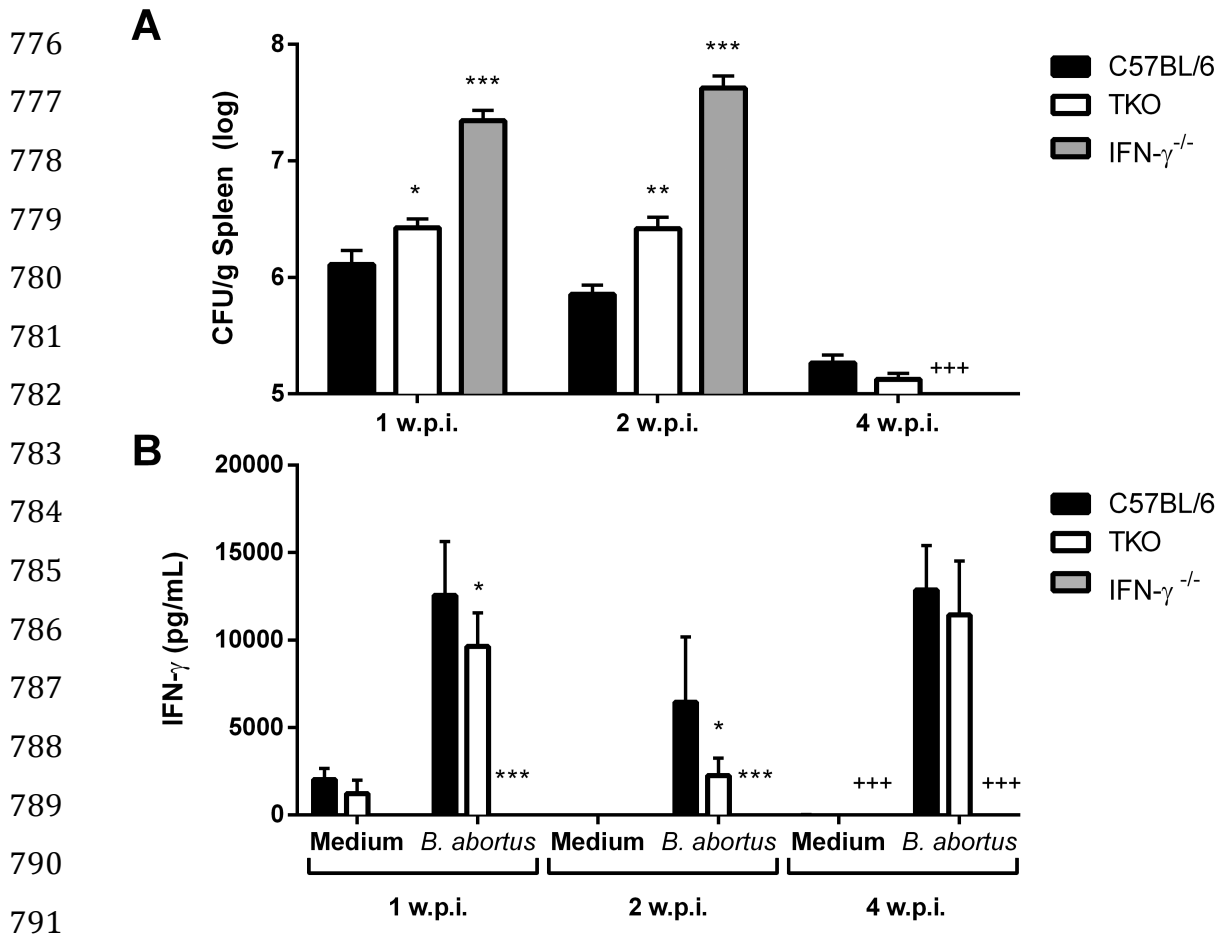 776
777
778
779
780
781
782
783
784
785
786
787
788
789
790
791
A
CFU/g Spleen (log)
8
7
6
5
*
***
**
***
+++
1 w.p.i.
2 w.p.i.
4 w.p.i.
C57BL/6
TKO
IFN-γ-/-
B
IFN-γ (pg/mL)
20000
15000
10000
5000
0
*
***
*
***
+++
+++
Medium B. abortus Medium B. abortus Medium B. abortus
1 w.p.i. 2 w.p.i. 4 w.p.i.
C57BL/6
TKO
IFN-γ -/-